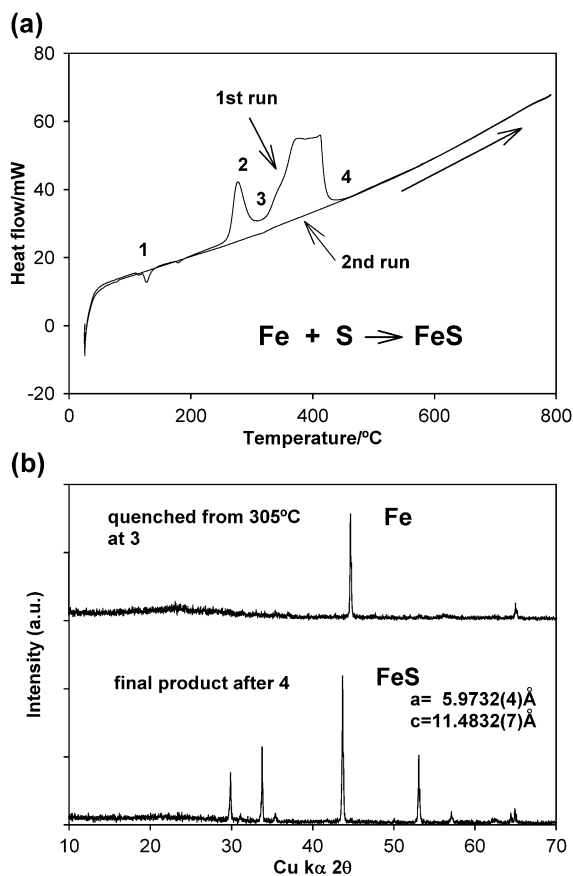 (a)
80
60
40
20
0
-20
Heat flow/mW
1st run
2
3
4
1
2nd run
Fe + S → FeS
0 200 400 600 800
Temperature/ºC
(b)
quenched from 305ºC
at 3
Fe
final product after 4
FeS
a= 5.9732(4)Å
c=11.4832(7)Å
Intensity (a.u.)
10 20 30 40 50 60 70
Cu kα 2θ